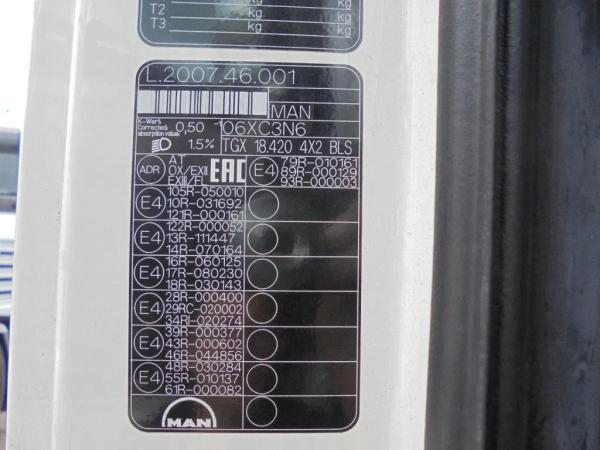 T2 kg kg
T3 kg kg
L.2007.46.001
MAN
K-Werk
Corrected absorption value: 0,50 m-1
06XC3N6
1.5% TGX 18.420 4X2 BLS
ADR AT
OX/EXII
EXIII/FL
EAC
E4 79R-010161
89R-000129
93R-000003
E4 105R-050010
10R-031692
121R-000161
E4 122R-000052
13R-111447
14R-070164
E4 16R-060125
17R-080230
18R-030143
E4 28R-000400
29RC-020002
34RI-020274
E4 39R-000377
43R-000602
46R-044856
E4 48R-030284
55R-010137
61R-000082
MAN